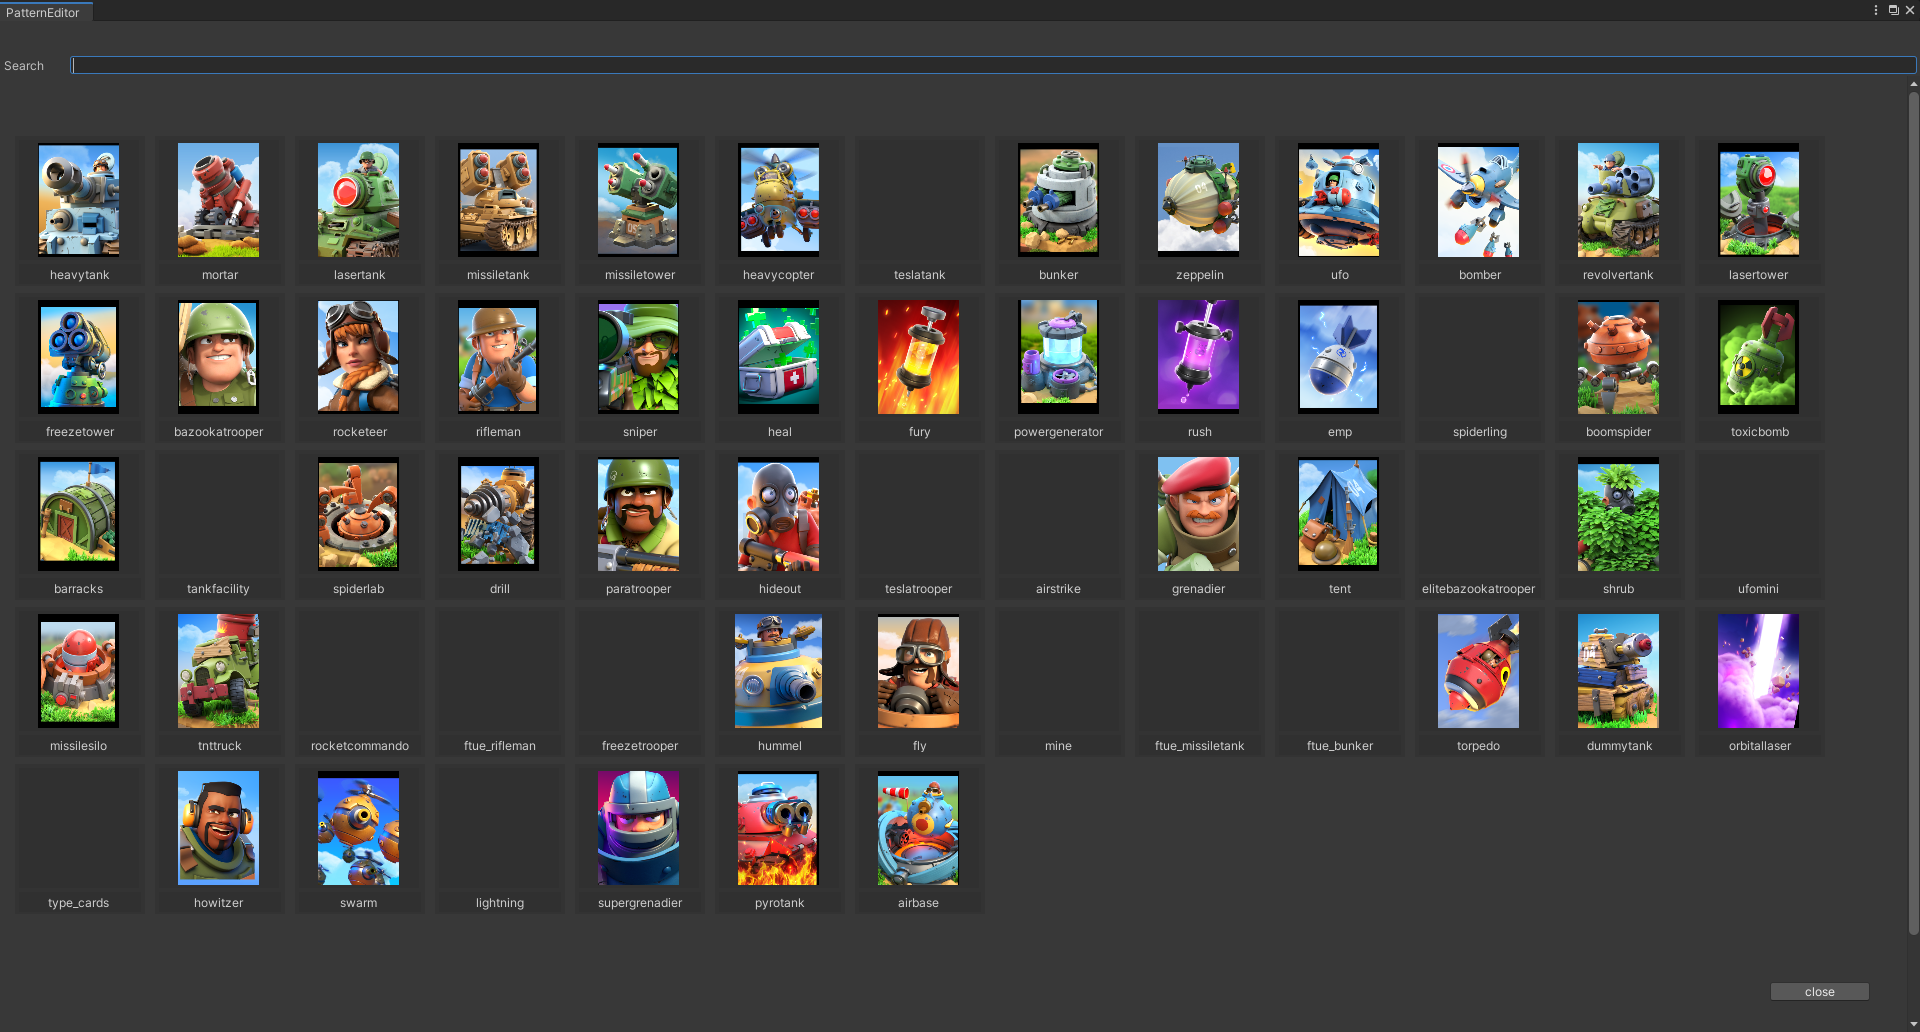 PatternEditor
Search
heavytank mortar lasertank missiletank missiletower heavycopter teslatank bunker zeppelin ufo bomber revolvertank lasertower
freezetower bazookatrooper rocketeer rifleman sniper heal fury powergenerator rush emp spiderling boomspider toxicbomb
barracks tankfacility spiderlab drill paratrooper hideout teslatrooper airstrike grenadier tent elitebazookatrooper shrub ufomini
missilesilo tnttruck rocketcommando ftue_rifleman freezetrooper hummel fly mine ftue_missiletank ftue_bunker torpedo dummytank orbitallaser
type_cards howitzer swarm lightning supergrenadier pyrotank airbase
close